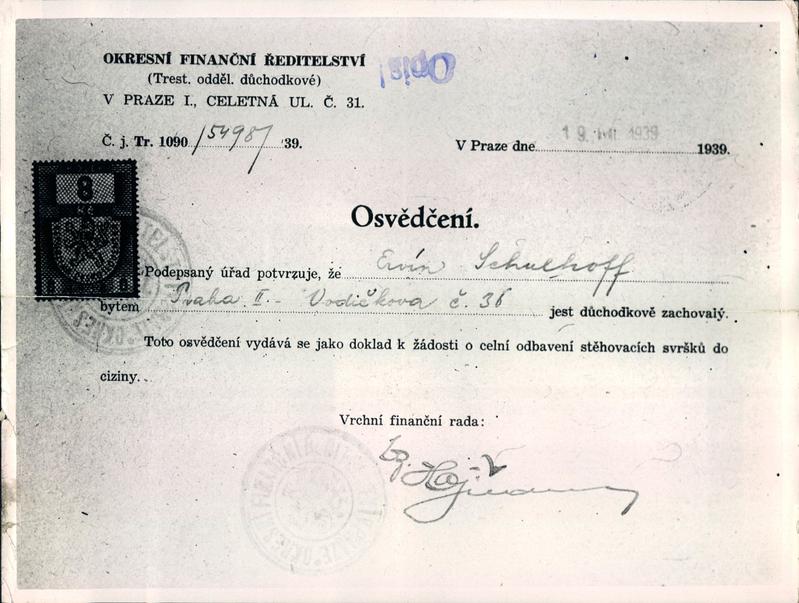 OKRESNÍ FINANČNÍ ŘEDITELSTVÍ
(Trest. odděl. důchodkové)
V PRAZE I., CELETNÁ UL. Č. 31.
Opis!
Č. j. Tr. 1090/54987/39.
V Praze dne 19. 1939 1939.
8
Osvědčení.
Podepsaný úřad potvrzuje, že Ervín Schulhoff
bytem Praha II. - Vodičkova č. 36 jest důchodkově zachovalý.
Toto osvědčení vydává se jako doklad k žádosti o celní odbavení stěhovacích svršků do
ciziny.
Vrchní finanční rada: